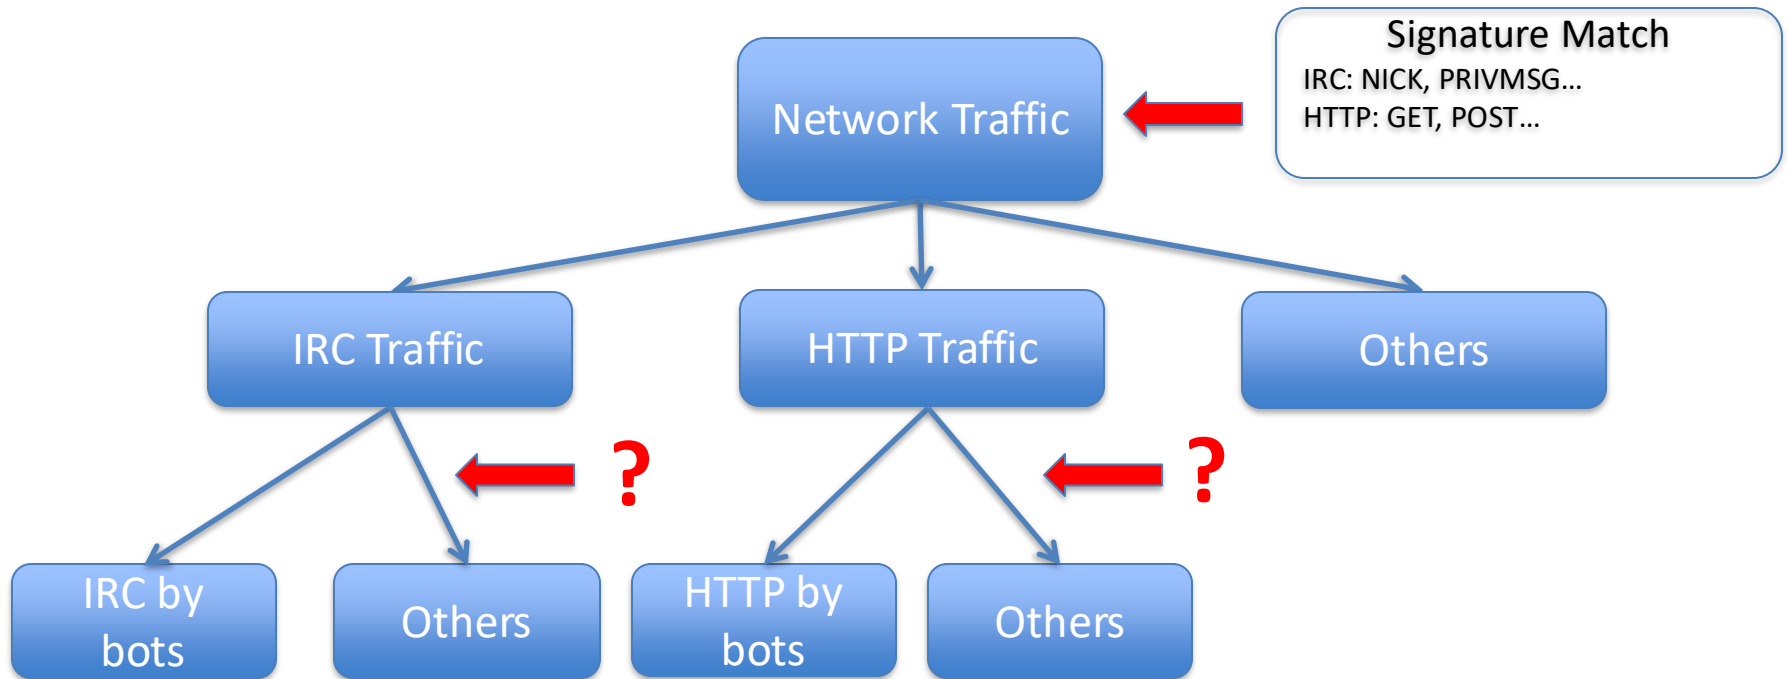 Signature Match
IRC: NICK, PRIVMSG...
HTTP: GET, POST...
Network Traffic
IRC Traffic
HTTP Traffic
Others
?
?
IRC by
bots
Others
HTTP by
bots
Others